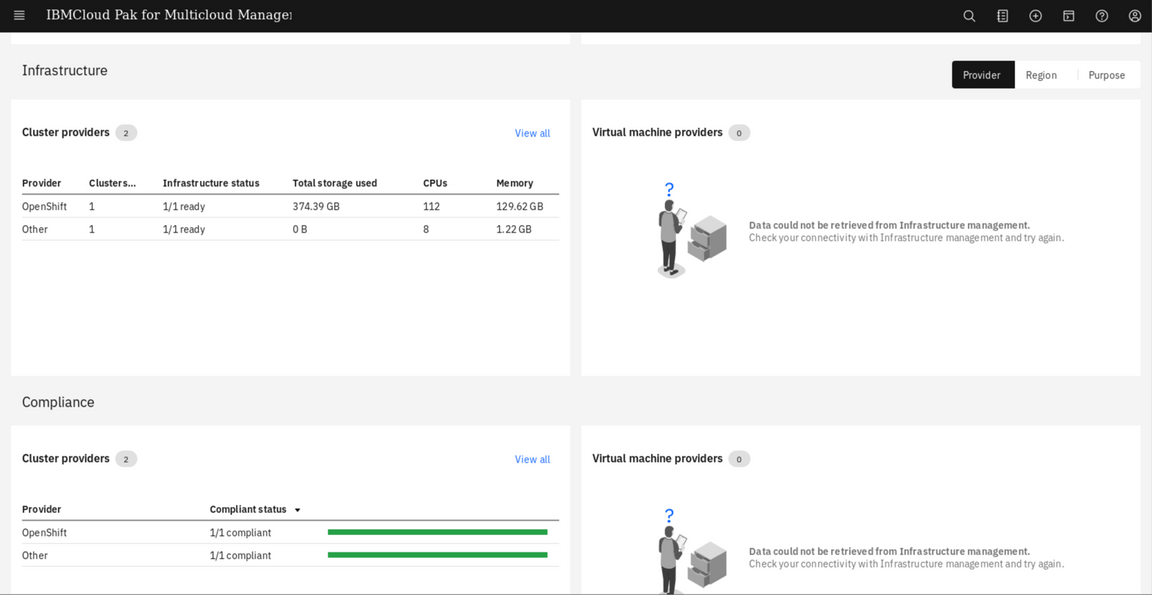 IBMCloud Pak for Multicloud Manage
Infrastructure
Provider Region Purpose
Cluster providers 2 View all
Provider Clusters... Infrastructure status Total storage used CPUs Memory
OpenShift 1 1/1 ready 374.39 GB 112 129.62 GB
Other 1 1/1 ready 0 B 8 1.22 GB
Virtual machine providers 0
?
Data could not be retrieved from Infrastructure management.
Check your connectivity with Infrastructure management and try again.
Compliance
Cluster providers 2 View all
Provider Compliant status
OpenShift 1/1 compliant
Other 1/1 compliant
Virtual machine providers 0
?
Data could not be retrieved from Infrastructure management.
Check your connectivity with Infrastructure management and try again.